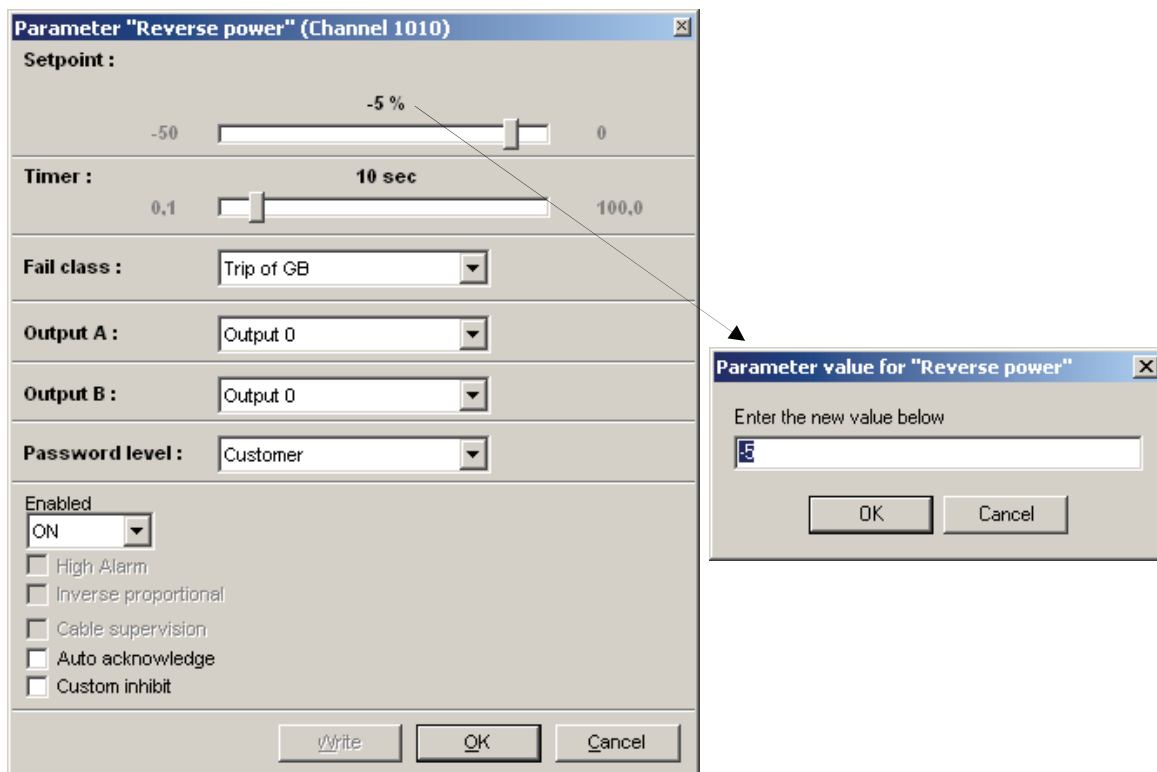 Parameter "Reverse power" (Channel 1010)
Setpoint :
-5 %
-50 0
Timer : 10 sec
0,1 100,0
Fail class : Trip of GB
Output A : Output 0
Output B : Output 0
Password level : Customer
Enabled
ON
High Alarm
Inverse proportional
Cable supervision
Auto acknowledge
Custom inhibit
Write OK Cancel
Parameter value for "Reverse power"
Enter the new value below
-5
OK Cancel